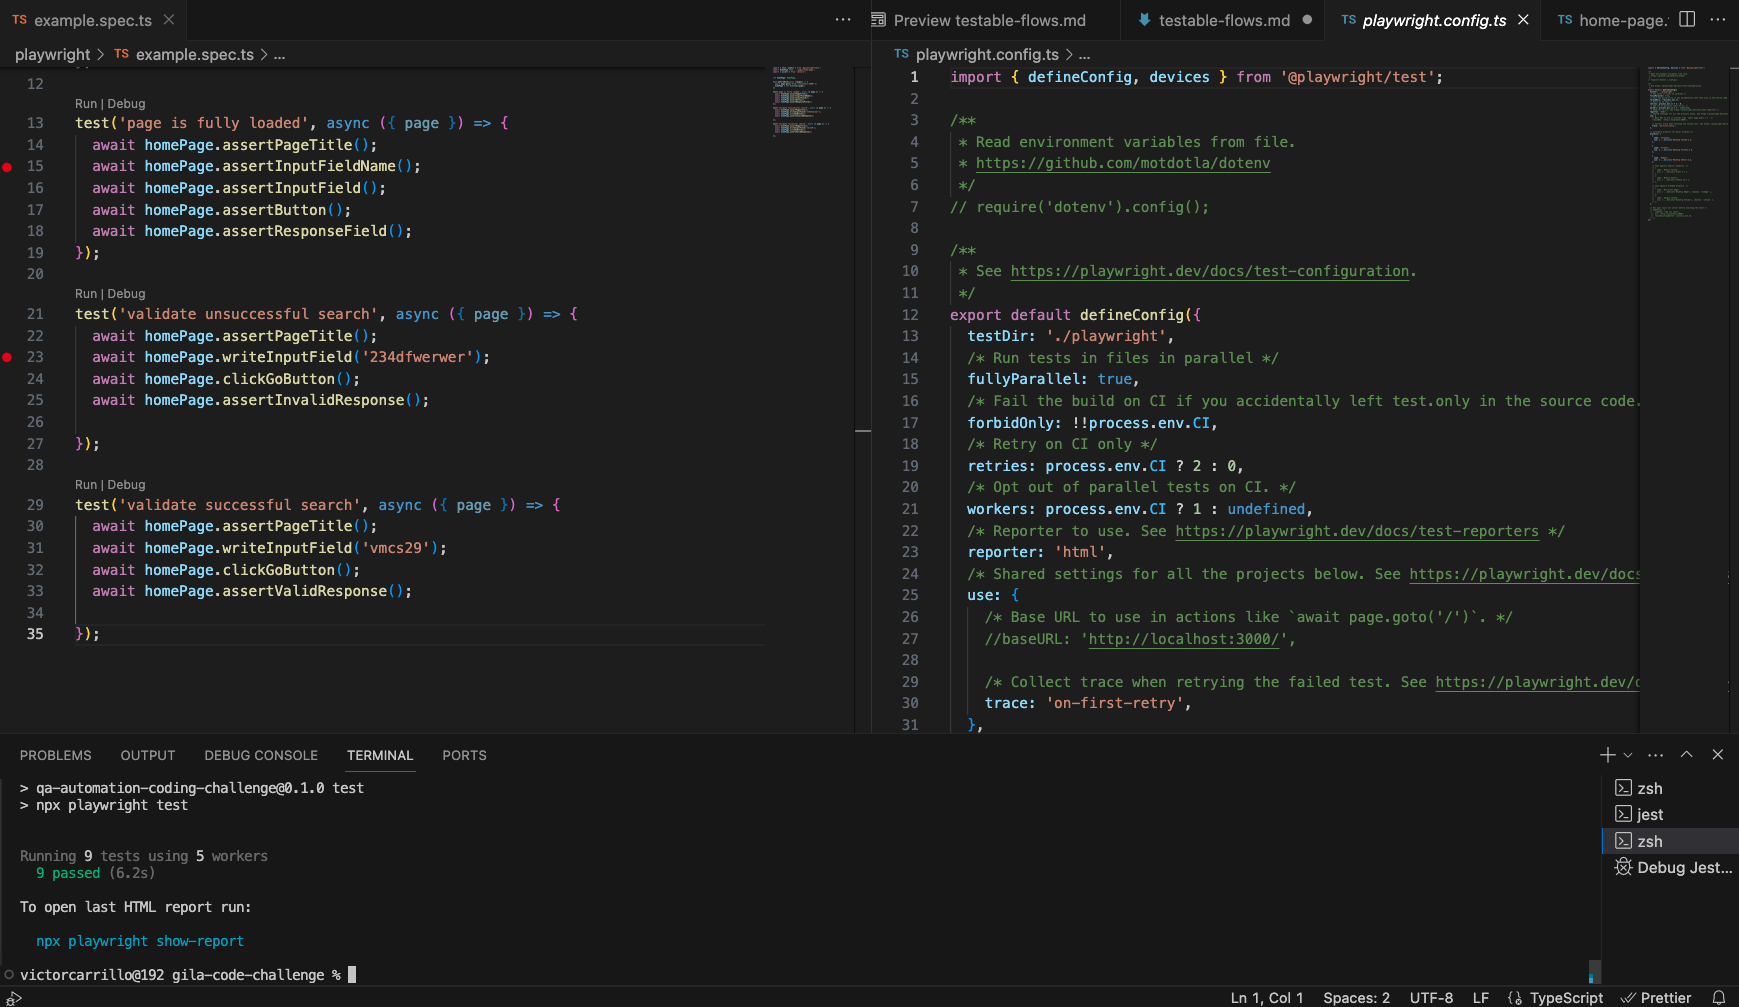 TS example.spec.ts
playwright > TS example.spec.ts > ...
12
Run | Debug
13 test('page is fully loaded', async ({ page }) => {
14 await homePage.assertPageTitle();
15 await homePage.assertInputFieldName();
16 await homePage.assertInputField();
17 await homePage.assertButton();
18 await homePage.assertResponseField();
19 });
20
Run | Debug
21 test('validate unsuccessful search', async ({ page }) => {
22 await homePage.assertPageTitle();
23 await homePage.writeInputField('234dfwerwer');
24 await homePage.clickGoButton();
25 await homePage.assertInvalidResponse();
26
27 });
28
Run | Debug
29 test('validate successful search', async ({ page }) => {
30 await homePage.assertPageTitle();
31 await homePage.writeInputField('vmcs29');
32 await homePage.clickGoButton();
33 await homePage.assertValidResponse();
34
35 });
Preview testable-flows.md testable-flows.md TS playwright.config.ts TS home-page.
TS playwright.config.ts > ...
1 import { defineConfig, devices } from '@playwright/test';
2
3 /**
4 * Read environment variables from file.
5 * https://github.com/motdotla/dotenv
6 */
7 // require('dotenv').config();
8
9 /**
10 * See https://playwright.dev/docs/test-configuration.
11 */
12 export default defineConfig({
13 testDir: './playwright',
14 /* Run tests in files in parallel */
15 fullyParallel: true,
16 /* Fail the build on CI if you accidentally left test.only in the source code.
17 forbidOnly: !!process.env.CI,
18 /* Retry on CI only */
19 retries: process.env.CI ? 2 : 0,
20 /* Opt out of parallel tests on CI. */
21 workers: process.env.CI ? 1 : undefined,
22 /* Reporter to use. See https://playwright.dev/docs/test-reporters */
23 reporter: 'html',
24 /* Shared settings for all the projects below. See https://playwright.dev/docs
25 use: {
26 /* Base URL to use in actions like `await page.goto('/')`. */
27 //baseURL: 'http://localhost:3000/',
28
29 /* Collect trace when retrying the failed test. See https://playwright.dev/d
30 trace: 'on-first-retry',
31 },
PROBLEMS OUTPUT DEBUG CONSOLE TERMINAL PORTS
> qa-automation-coding-challenge@0.1.0 test
> npx playwright test
Running 9 tests using 5 workers
9 passed (6.2s)
To open last HTML report run:
npx playwright show-report
victorcarrillo@192 gila-code-challenge %
zsh
jest
zsh
Debug Jest...
Ln 1, Col 1 Spaces: 2 UTF-8 LF {} TypeScript Prettier